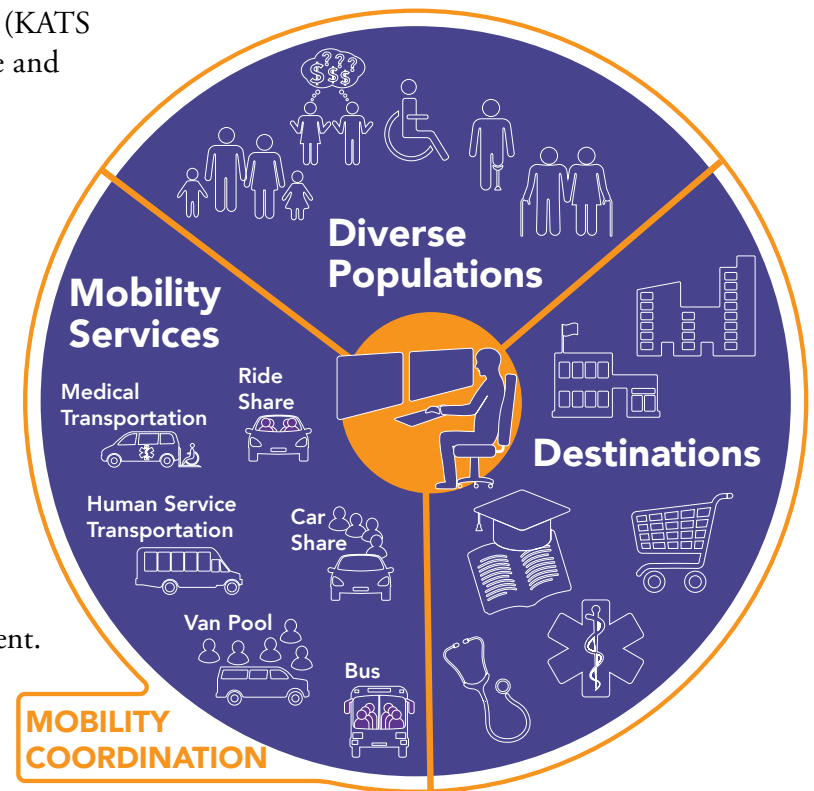 (KATS
e and
$ $ $
? ? ?
Diverse
Populations
Mobility
Services
Medical
Transportation
Ride
Share
Destinations
Human Service
Transportation
Car
Share
Van Pool
Bus
ent.
MOBILITY
COORDINATION